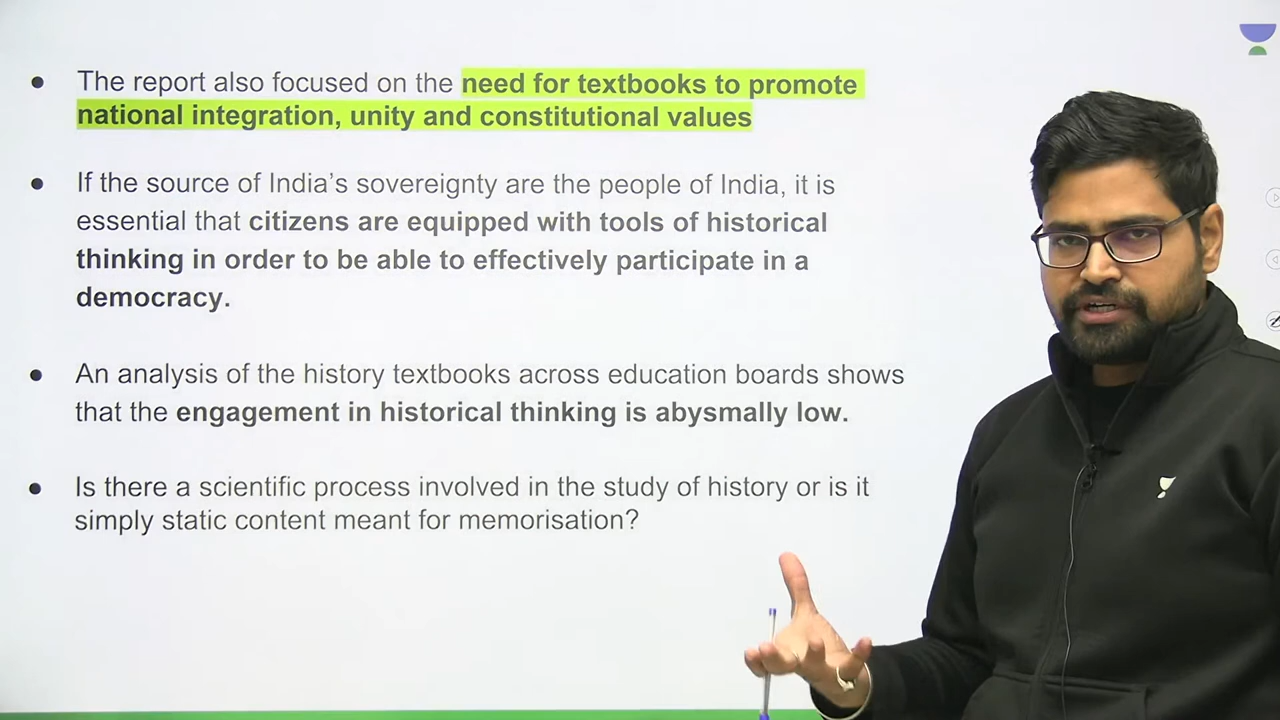 The report also focused on the need for textbooks to promote
national integration, unity and constitutional values
If the source of India's sovereignty are the people of India, it is
essential that citizens are equipped with tools of historical
thinking in order to be able to effectively participate in a
democracy.
An analysis of the history textbooks across education boards shows
that the engagement in historical thinking is abysmally low.
Is there a scientific process involved in the study of history or is it
simply static content meant for memorisation?